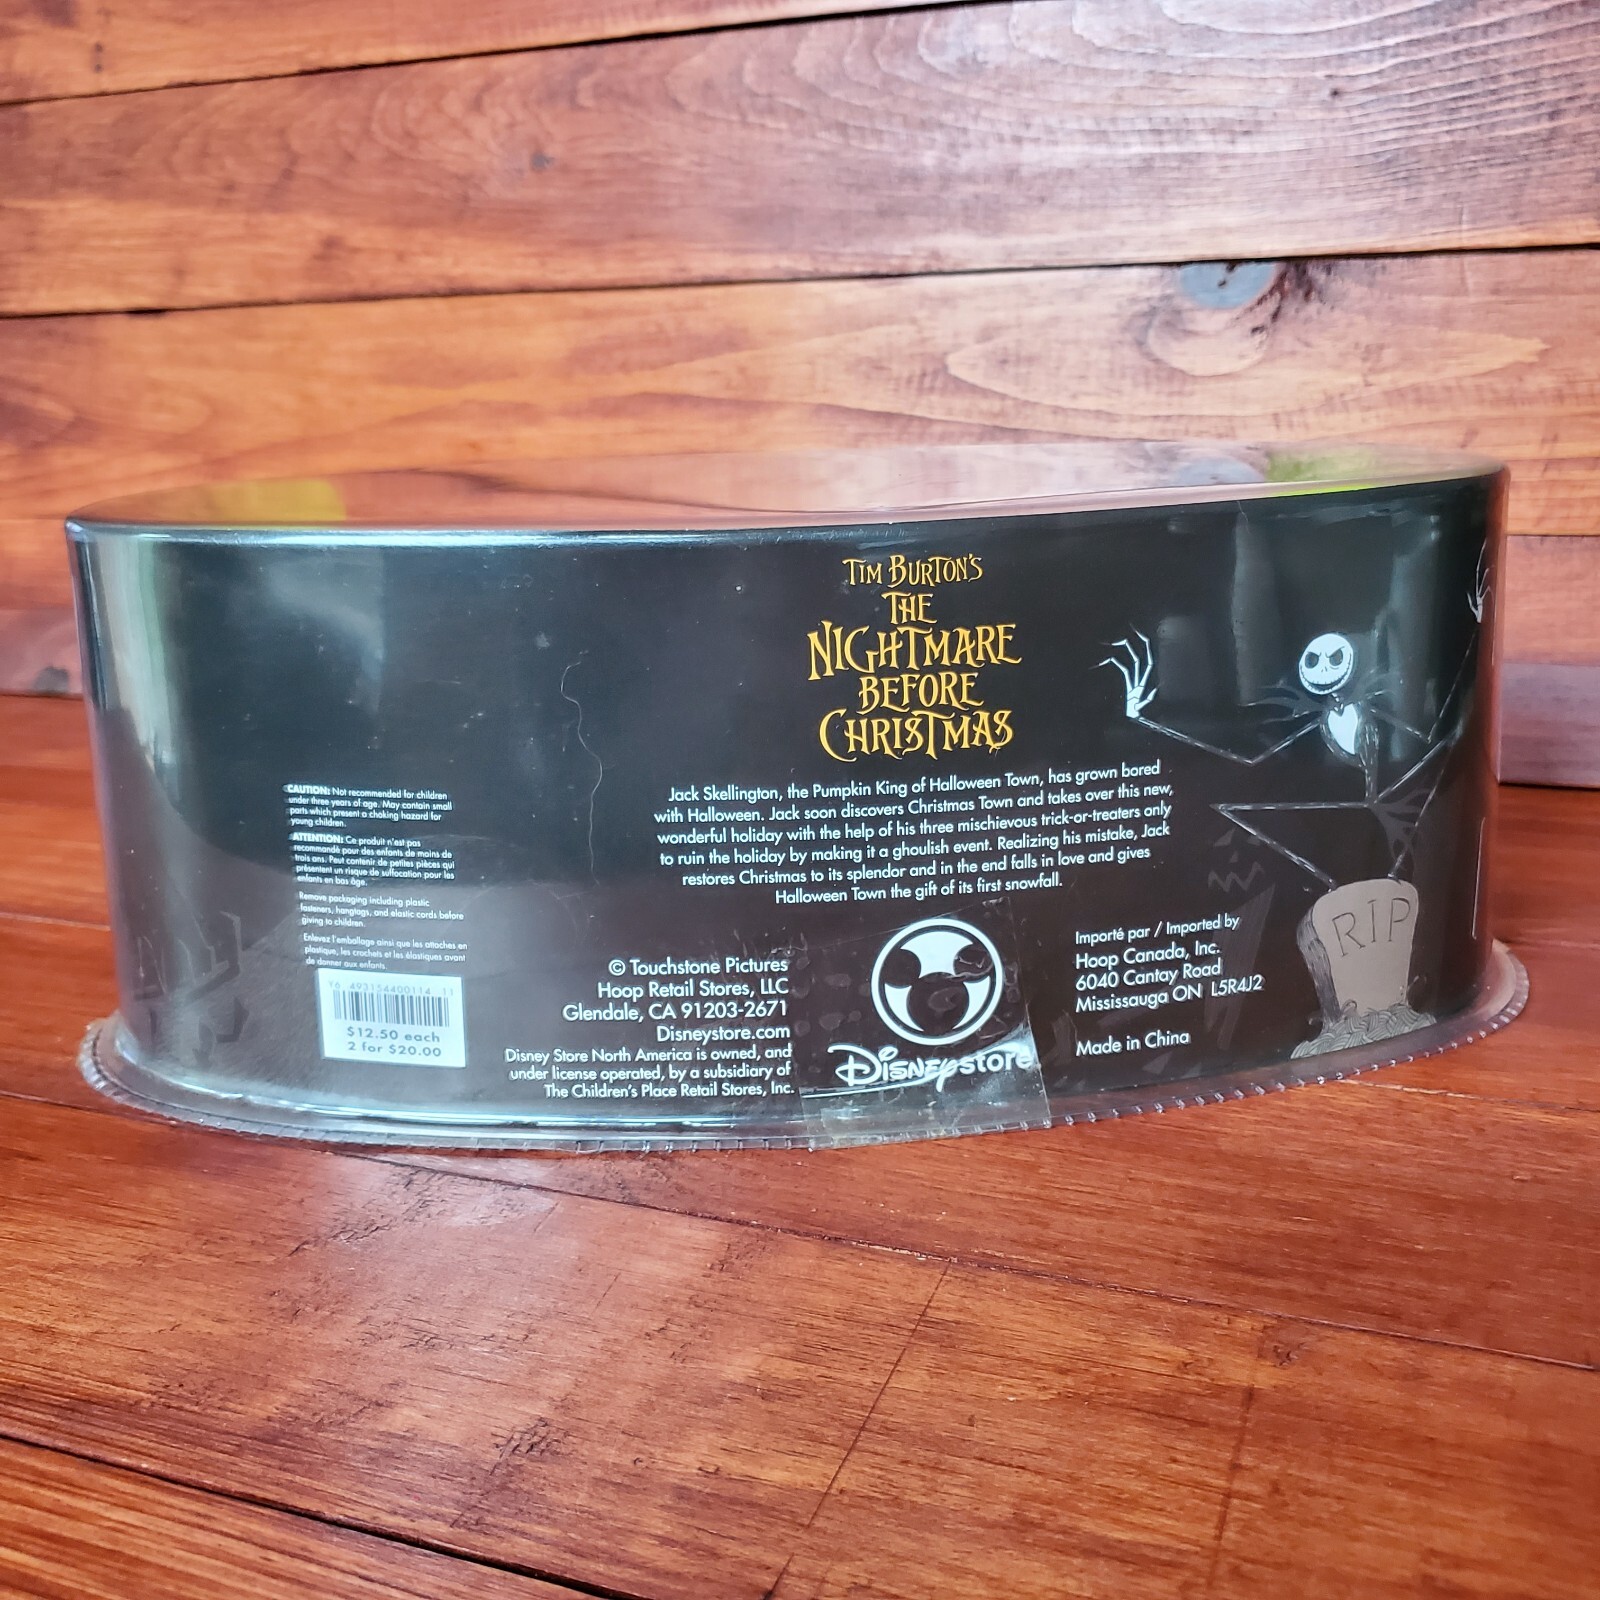 TIM BURTON'S
THE
NIGHTMARE
BEFORE
CHRISTMAS
Jack Skellington, the Pumpkin King of Halloween Town, has grown bored
with Halloween. Jack soon discovers Christmas Town and takes over this new,
wonderful holiday with the help of his three mischievous trick-or-treaters only
to ruin the holiday by making it a ghoulish event. Realizing his mistake, Jack
restores Christmas to its splendor and in the end falls in love and gives
Halloween Town the gift of its first snowfall.
CAUTION: Not recommended for children
under three years of age. May contain small
parts which present a choking hazard for
young children.
ATTENTION: Ce produit n'est pas
recommandé pour des enfants de moins de
trois ans. Peut contenir de petites pièces qui
présentent un risque de suffocation pour les
enfants en bas âge.
Remove packaging including plastic
fasteners, hangtags, and elastic cords before
giving to children.
Enlevez l'emballage ainsi que les attaches en
plastique, les crochets et les élastiques avant
de donner aux enfants.
Y6 493154400114 11
$12.50 each
2 for $20.00
© Touchstone Pictures
Hoop Retail Stores, LLC
Glendale, CA 91203-2671
Disneystore.com
Disney Store North America is owned, and
under license operated, by a subsidiary of
The Children's Place Retail Stores, Inc.
Disney store
Importé par / Imported by
Hoop Canada, Inc.
6040 Cantay Road
Mississauga ON L5R4J2
Made in China
RIP